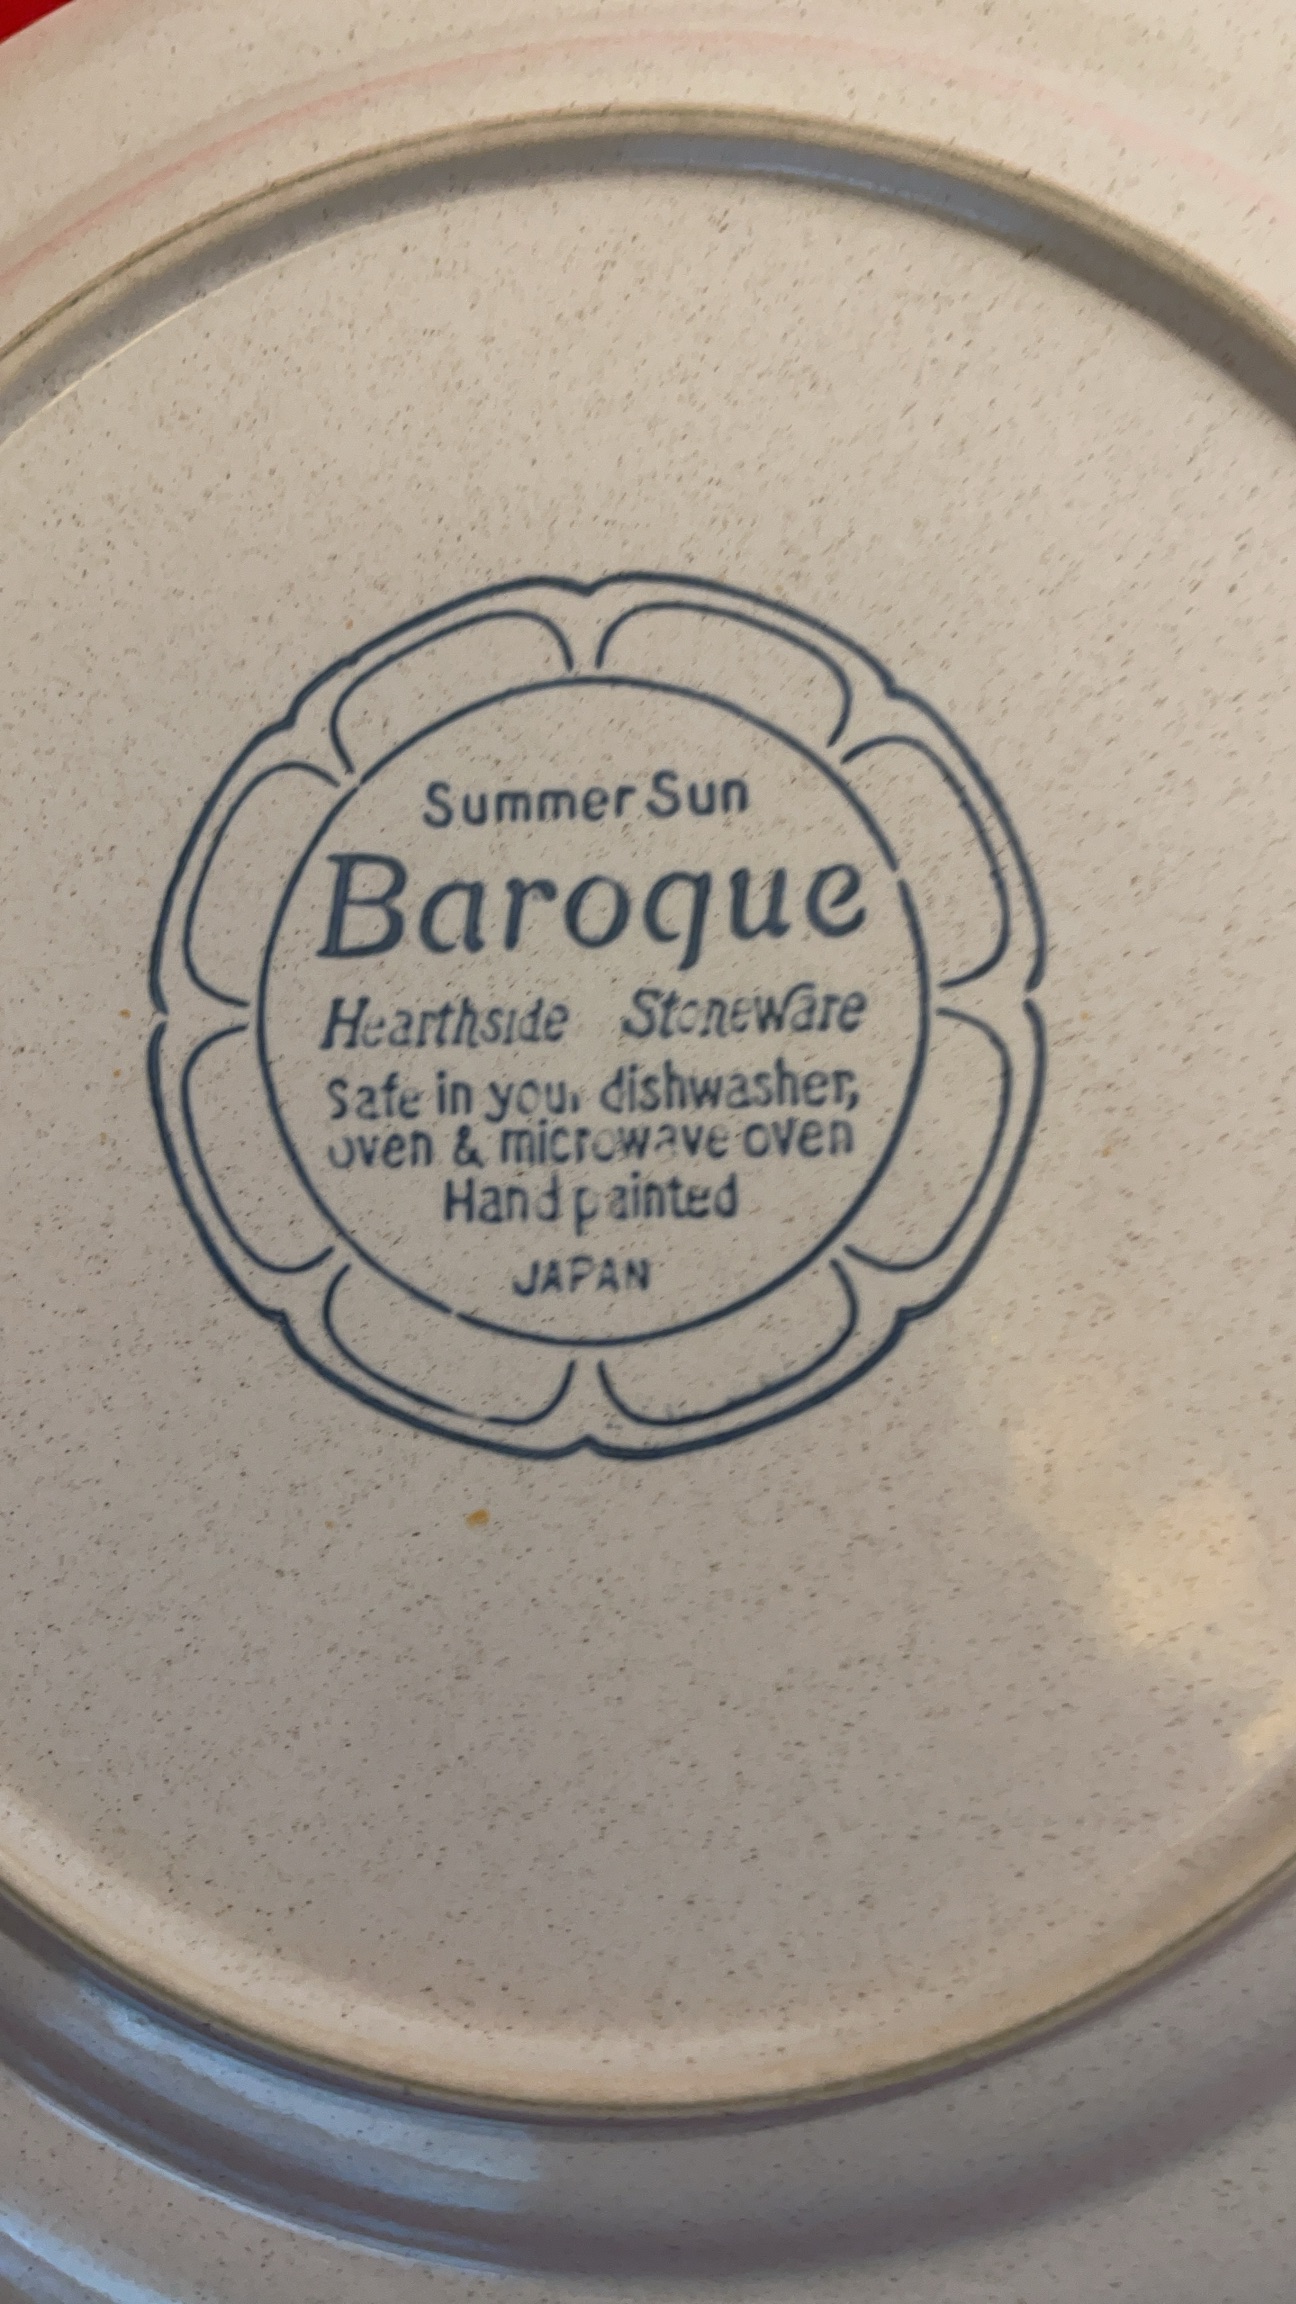 Summer Sun
Baroque
Hearthside Stoneware
Safe in your dishwasher,
oven & microwave oven
Hand painted
JAPAN